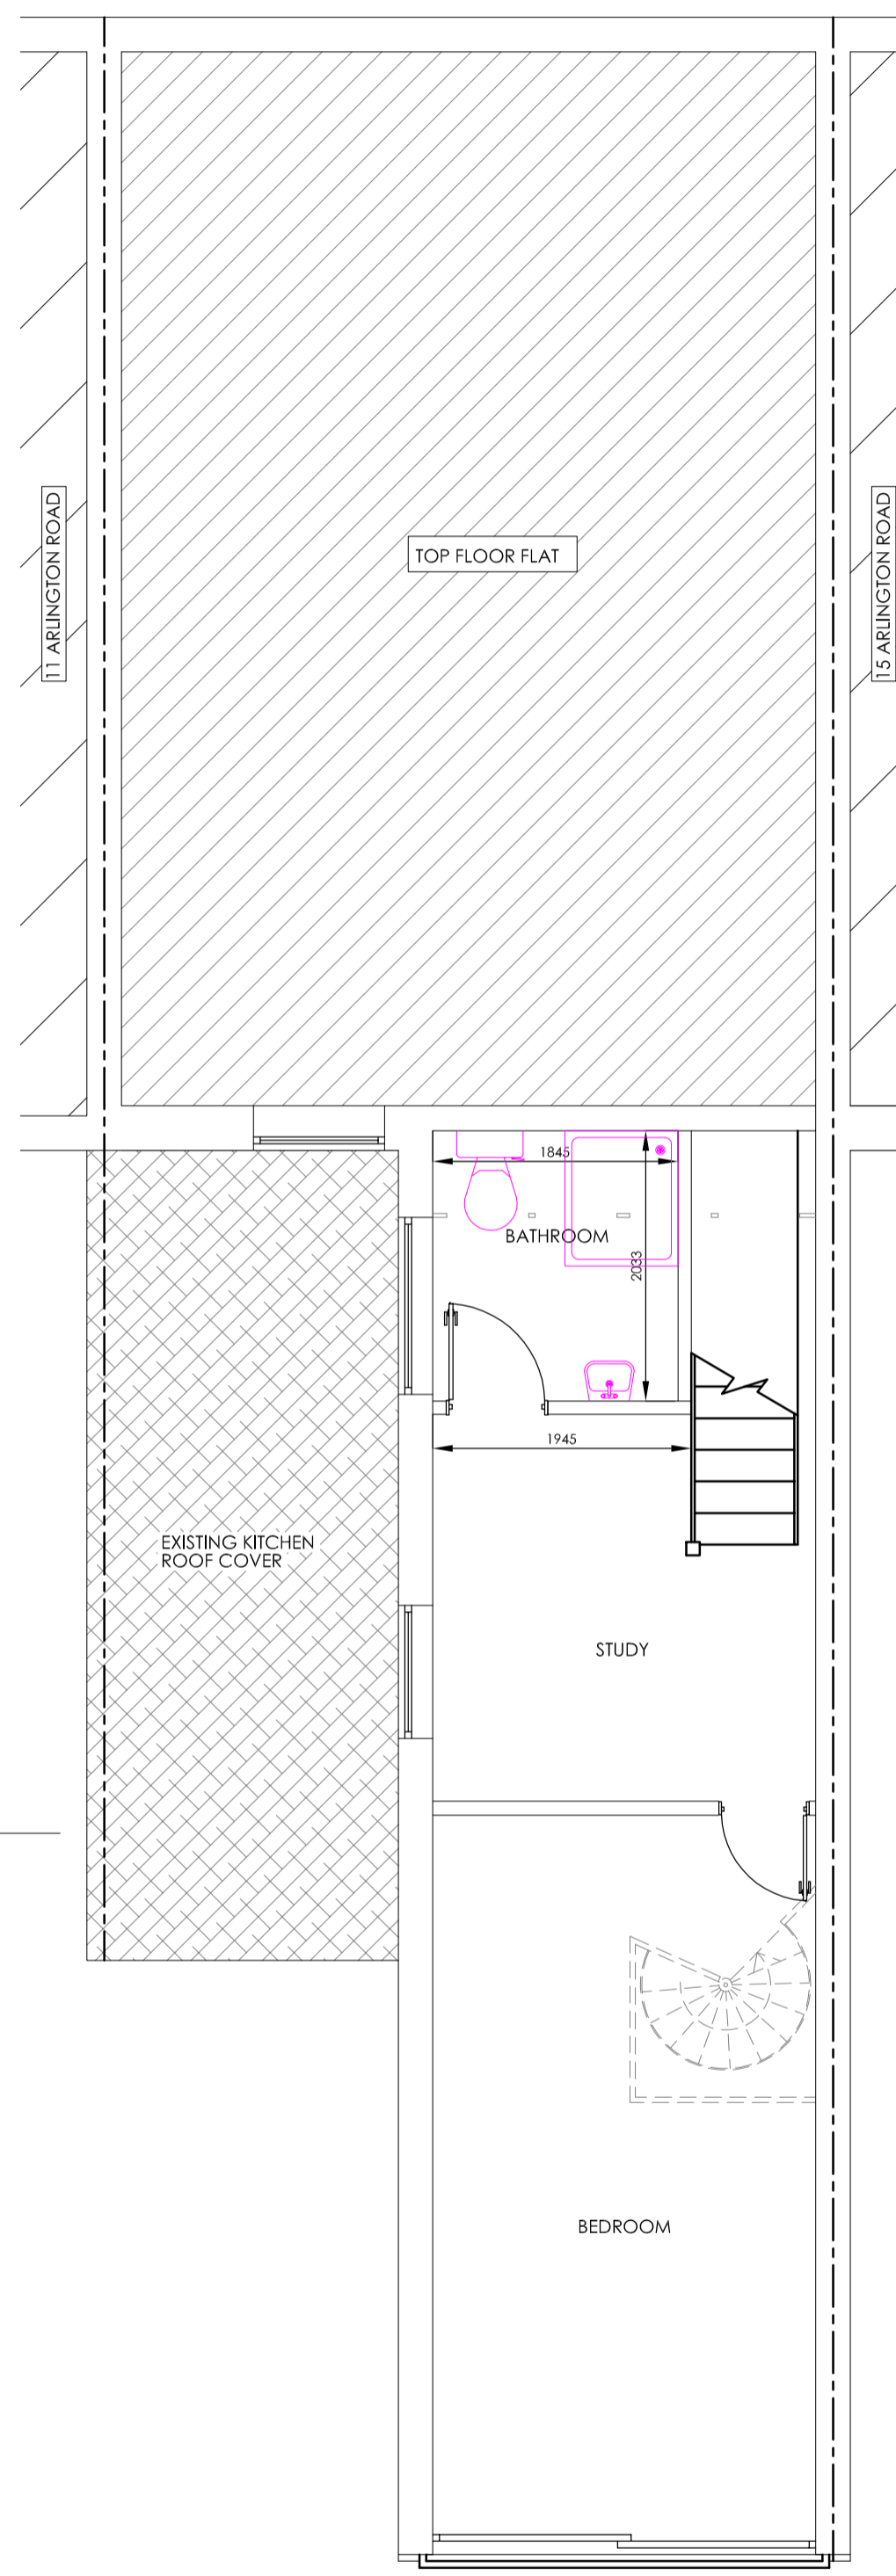 11 ARLINGTON ROAD
TOP FLOOR FLAT
15 ARLINGTON ROAD
1845
BATHROOM
2033
1945
EXISTING KITCHEN
ROOF COVER
STUDY
BEDROOM